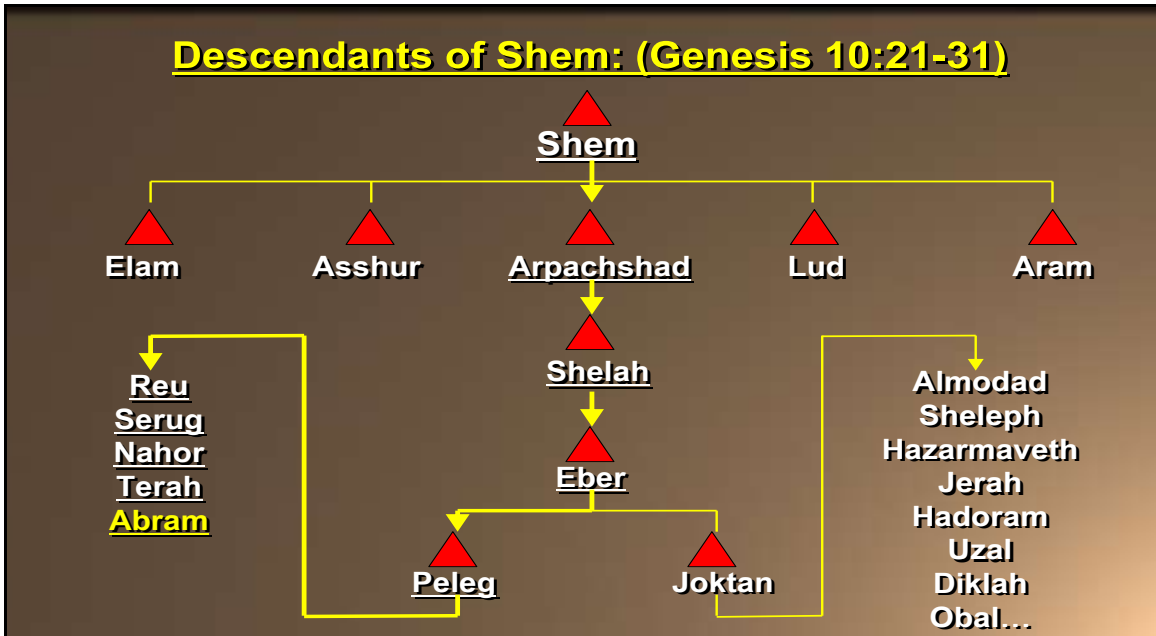 Descendants of Shem: (Genesis 10:21-31)
Shem
Elam
Asshur
Arpachshad
Lud
Aram
Shelah
Eber
Peleg
Joktan
Reu
Serug
Nahor
Terah
Abram
Almodad
Sheleph
Hazarmaveth
Jerah
Hadoram
Uzal
Diklah
Obal…